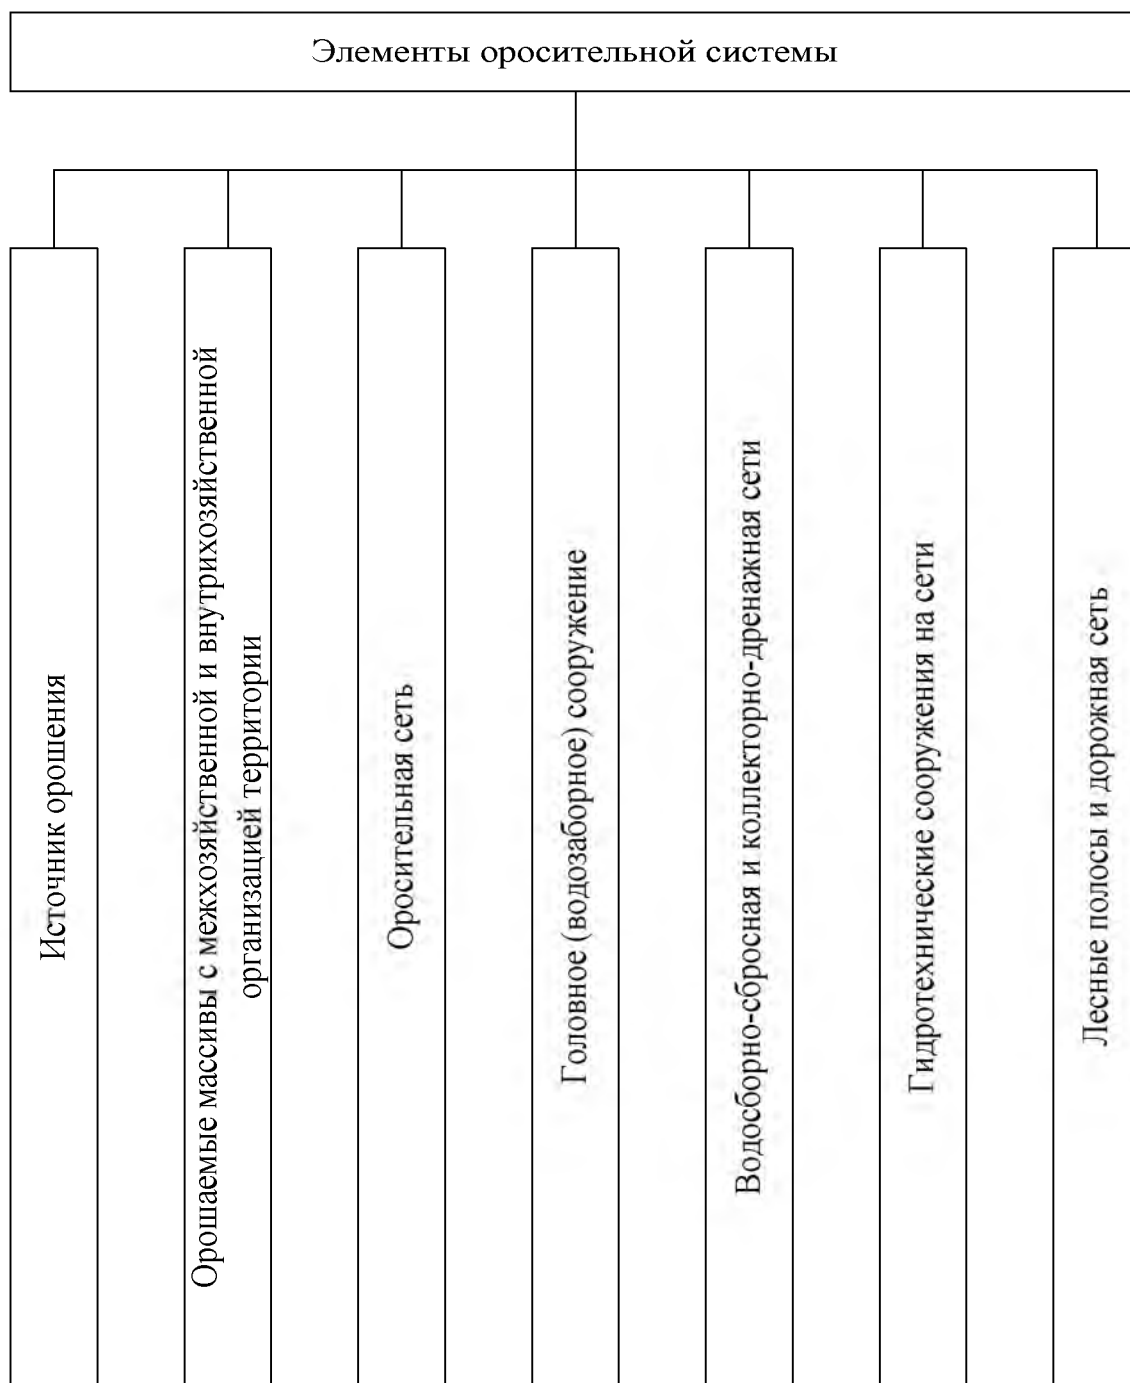 Элементы оросительной системы
Источник орошения
Орошаемые массивы с межхозяйственной и внутрихозяйственной
организацией территории
Оросительная сеть
Головное (водозаборное) сооружение
Водосборно-сбросная и коллекторно-дренажная сети
Гидротехнические сооружения на сети
Лесные полосы и дорожная сеть